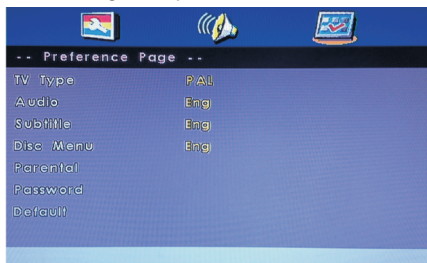 -- Preference Page --
TV Type PAL
Audio Eng
Subtitle Eng
Disc Menu Eng
Parental
Password
Default